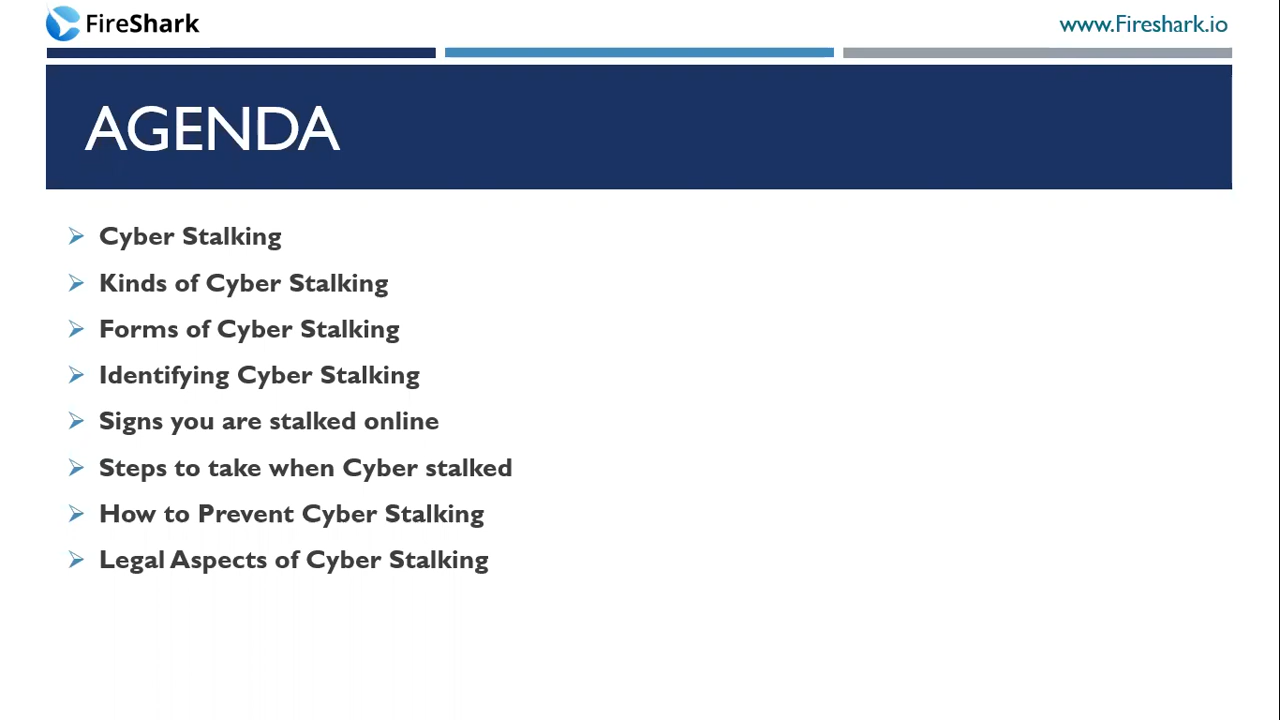 FireShark
www.Fireshark.io
AGENDA
Cyber Stalking
Kinds of Cyber Stalking
Forms of Cyber Stalking
Identifying Cyber Stalking
Signs you are stalked online
Steps to take when Cyber stalked
How to Prevent Cyber Stalking
Legal Aspects of Cyber Stalking